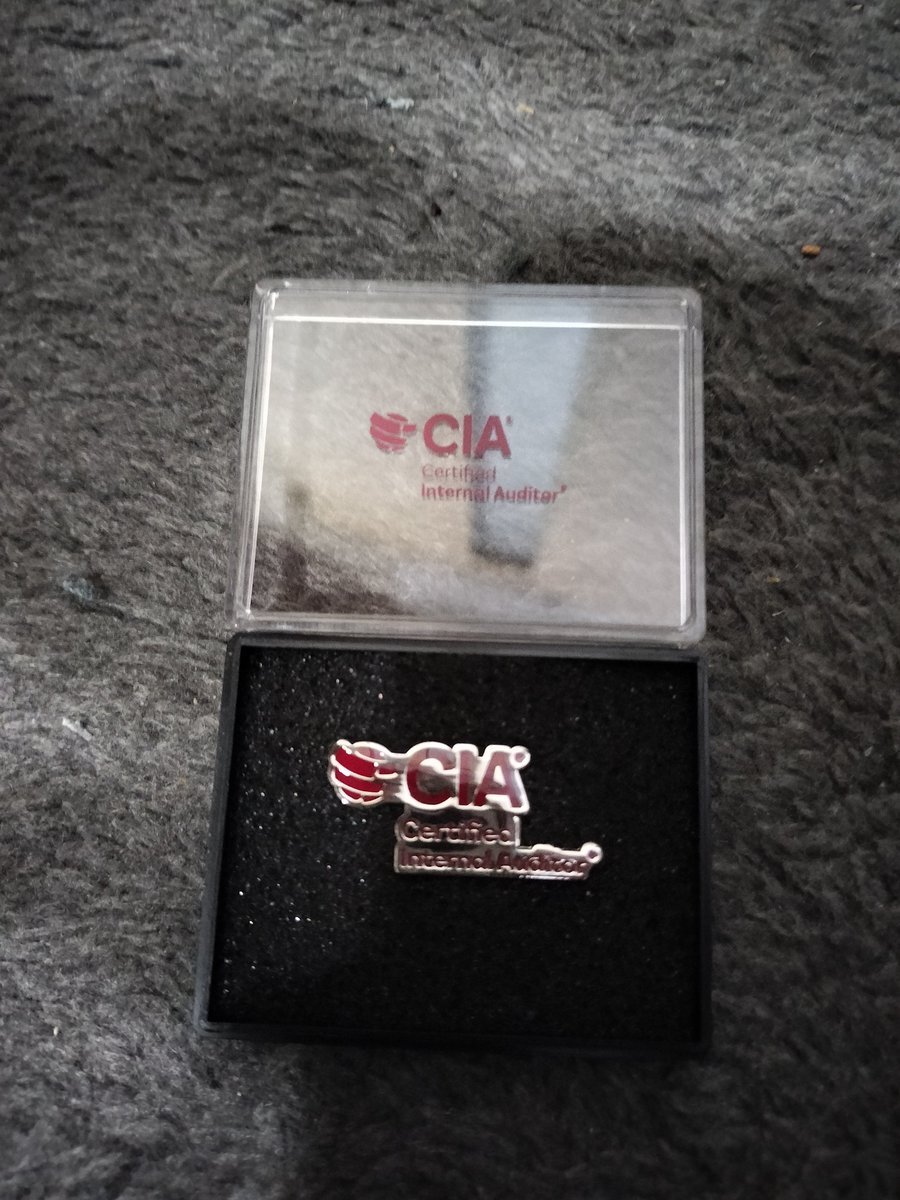 CIA®
Certified
Internal Auditor®
CIA®
Certified
Internal Auditor®